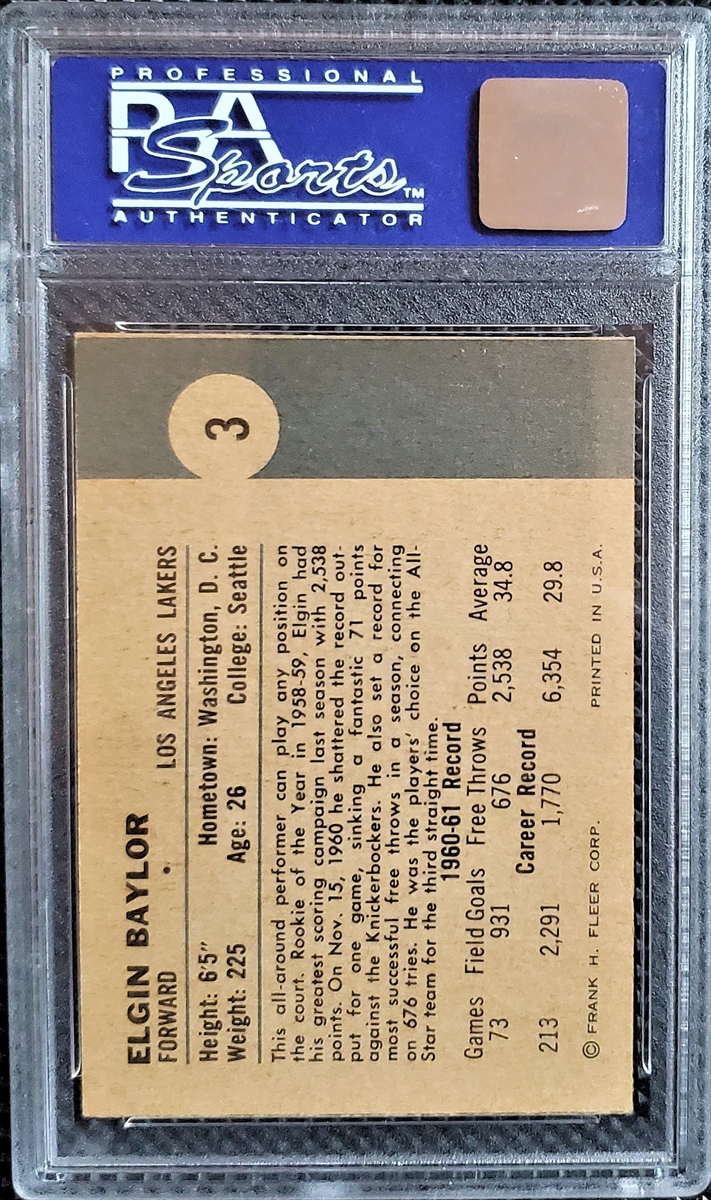 PROFESSIONAL
PSA
Sports™
AUTHENTICATOR
3
ELGIN BAYLOR
FORWARD LOS ANGELES LAKERS
Height: 6'5" Hometown: Washington, D. C.
Weight: 225 Age: 26 College: Seattle
This all-around performer can play any position on
the court. Rookie of the Year in 1958-59, Elgin had
his greatest scoring campaign last season with 2,538
points. On Nov. 15, 1960 he shattered the record out-
put for one game, sinking a fantastic 71 points
against the Knickerbockers. He also set a record for
most successful free throws in a season, connecting
on 676 tries. He was the players' choice on the All-
Star team for the third straight time.
1960-61 Record
Games Field Goals Free Throws Points Average
73 931 676 2,538 34.8
Career Record
213 2,291 1,770 6,354 29.8
© FRANK H. FLEER CORP. PRINTED IN U.S.A.